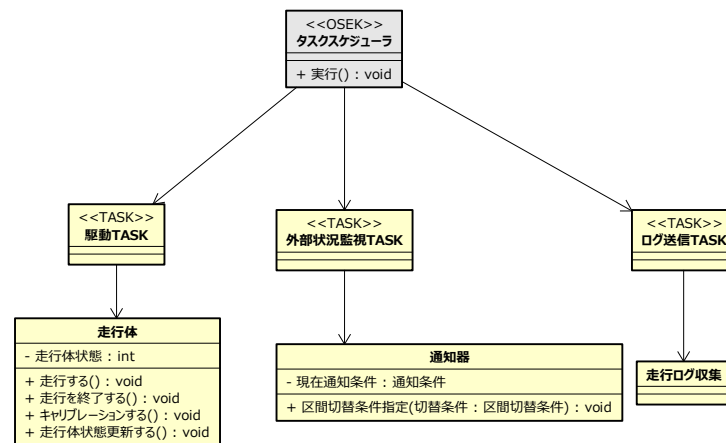 <<OSEK>>
タスクスケジューラ
+ 実行() : void
<<TASK>>
駆動TASK
<<TASK>>
外部状況監視TASK
<<TASK>>
ログ送信TASK
走行体
- 走行体状態 : int
+ 走行する() : void
+ 走行を終了する() : void
+ キャリブレーションする() : void
+ 走行体状態更新する() : void
通知器
- 現在通知条件 : 通知条件
+ 区間切替条件指定(切替条件 : 区間切替条件) : void
走行ログ収集